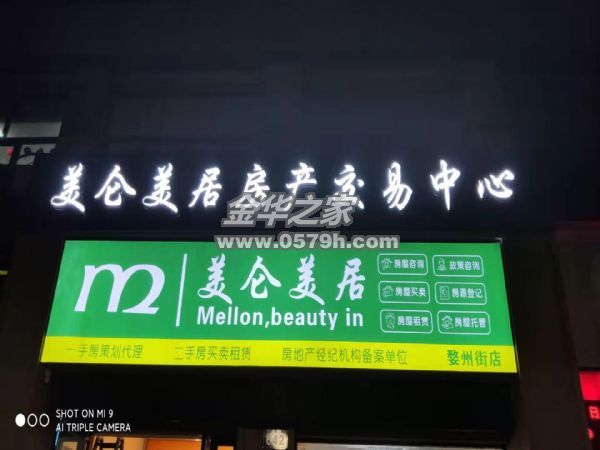 美仑美居房产交易中心
金华之家
www.0579h.com
m2
美仑美居
Mellon,beauty in
房屋咨询 政策咨询
房屋买卖 房源登记
房屋租赁 房屋托管
一手房策划代理 二手房买卖租赁 房地产经纪机构备案单位 婺州街店
42
SHOT ON MI 9
AI TRIPLE CAMERA